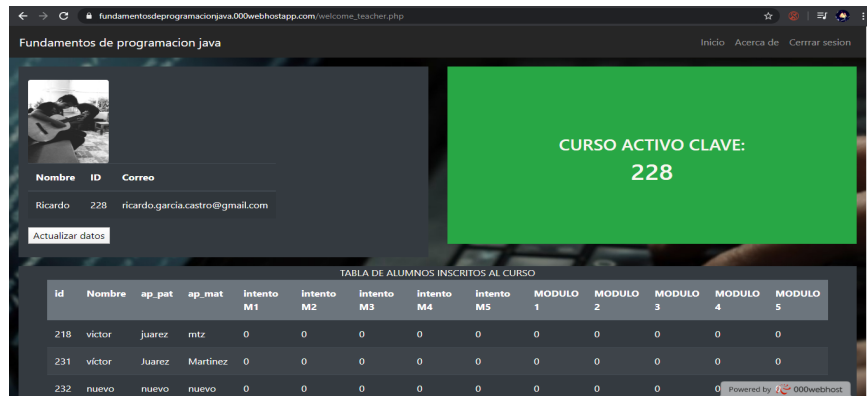 fundamentosdeprogramacionjava.000webhostapp.com/welcome_teacher.php
Fundamentos de programacion java
Inicio Acerca de Cerrrar sesion
CURSO ACTIVO CLAVE:
228
Nombre ID Correo
Ricardo 228 ricardo.garcia.castro@gmail.com
Actualizar datos
TABLA DE ALUMNOS INSCRITOS AL CURSO
id Nombre ap_pat ap_mat intento M1 intento M2 intento M3 intento M4 intento M5 MODULO 1 MODULO 2 MODULO 3 MODULO 4 MODULO 5
218 victor juarez mtz 0 0 0 0 0 0 0 0 0 0
231 víctor Juarez Martinez 0 0 0 0 0 0 0 0 0 0
232 nuevo nuevo nuevo 0 0 0 0 0 0 0 0 0
Powered by 000webhost